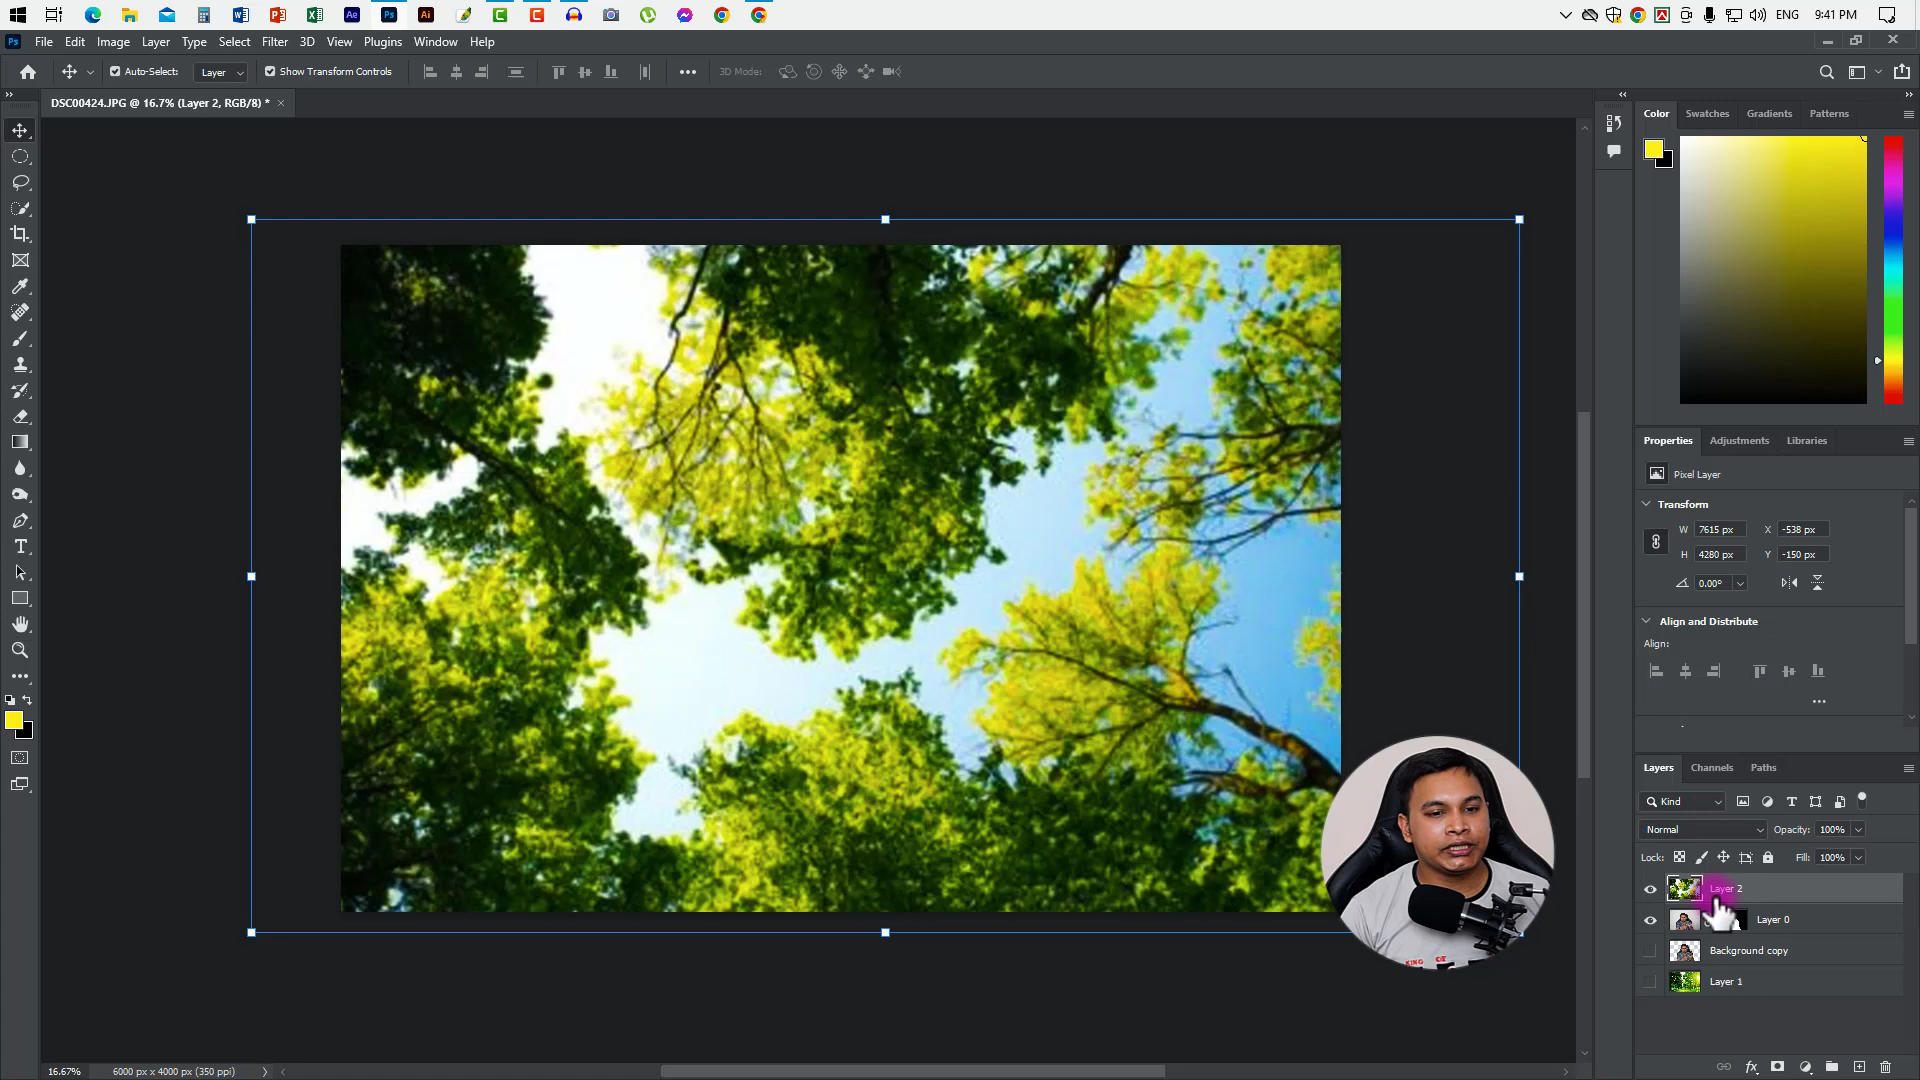 ENG
9:41 PM
Ps File Edit Image Layer Type Select Filter 3D View Plugins Window Help
Auto-Select: Layer Show Transform Controls 3D Mode:
DSC00424.JPG @ 16.7% (Layer 2, RGB/8) *
Color Swatches Gradients Patterns
Properties Adjustments Libraries
Pixel Layer
Transform
W 7615 px X -538 px
H 4280 px Y -150 px
0.00°
Align and Distribute
Align:
Layers Channels Paths
Kind
Normal Opacity: 100%
Lock: Fill: 100%
Layer 2
Layer 0
Background copy
Layer 1
KING OF
fx
16.67% 6000 px x 4000 px (350 ppi)